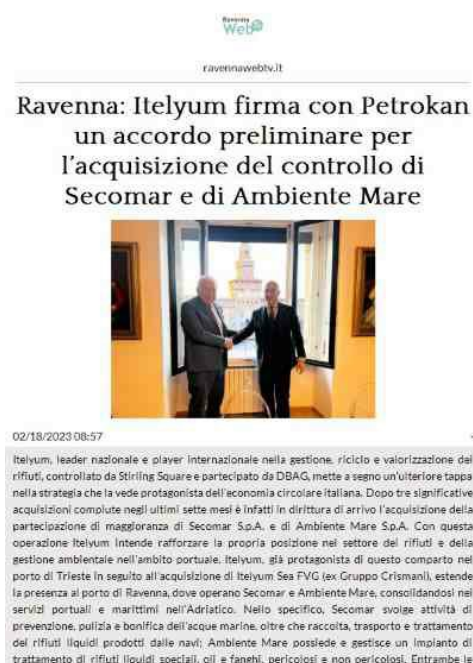 Ravenna
Web
ravennawebtv.it
Ravenna: Itelyum firma con Petrokan
un accordo preliminare per
l'acquisizione del controllo di
Secomar e di Ambiente Mare
02/18/2023 08:57
Itelyum, leader nazionale e player internazionale nella gestione, riciclo e valorizzazione dei
rifiuti, controllato da Stirling Square e partecipato da DBAG, mette a segno un'ulteriore tappa
nella strategia che la vede protagonista dell'economia circolare italiana. Dopo tre significative
acquisizioni compiute negli ultimi sette mesi è infatti in dirittura di arrivo l'acquisizione della
partecipazione di maggioranza di Secomar S.p.A. e di Ambiente Mare S.p.A. Con questa
operazione Itelyum intende rafforzare la propria posizione nel settore dei rifiuti e della
gestione ambientale nell'ambito portuale. Itelyum, già protagonista di questo comparto nel
porto di Trieste in seguito all'acquisizione di Itelyum Sea FVG (ex Gruppo Crismani), estende
la presenza al porto di Ravenna, dove operano Secomar e Ambiente Mare, consolidandosi nei
servizi portuali e marittimi nell'Adriatico. Nello specifico, Secomar svolge attività di
prevenzione, pulizia e bonifica dell'acque marine, oltre che raccolta, trasporto e trattamento
dei rifiuti liquidi prodotti dalle navi; Ambiente Mare possiede e gestisce un impianto di
trattamento di rifiuti liquidi speciali, oli e fanghi, pericolosi e non pericolosi. Entrambe di